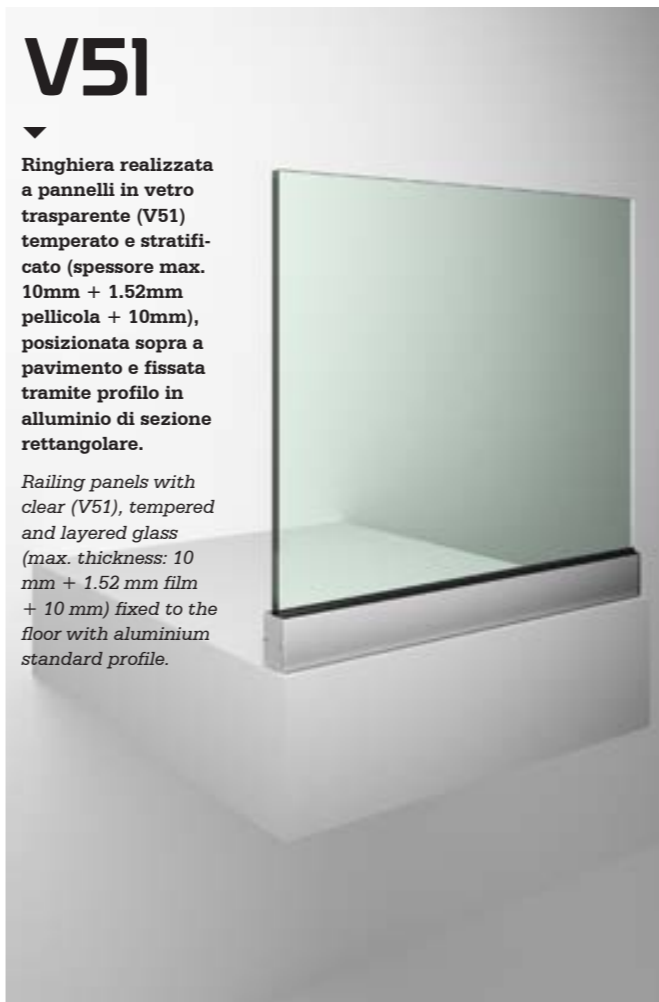 V51
Ringhiera realizzata
a pannelli in vetro
trasparente (V51)
temperato e stratifi-
cato (spessore max.
10mm + 1.52mm
pellicola + 10mm),
posizionata sopra a
pavimento e fissata
tramite profilo in
alluminio di sezione
rettangolare.
Railing panels with
clear (V51), tempered
and layered glass
(max. thickness: 10
mm + 1.52 mm film
+ 10 mm) fixed to the
floor with aluminium
standard profile.